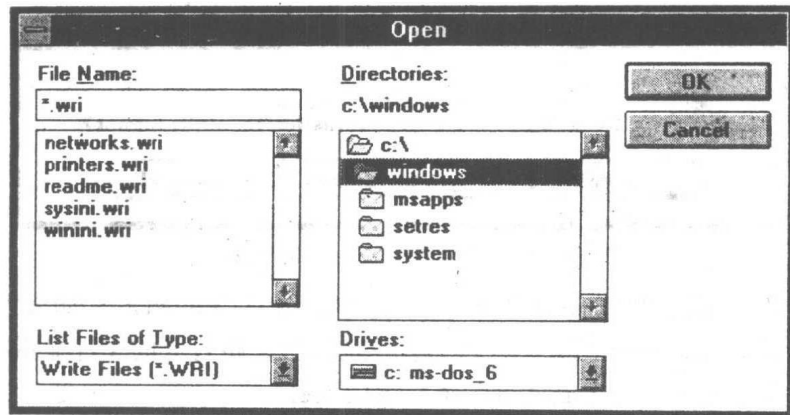 Open
File Name:
*.wri
networks.wri
printers.wri
readme.wri
sysini.wri
winini.wri
List Files of Type:
Write Files (*.WRI)
Directories:
c:\windows
c:\
windows
msapps
setres
system
Drives:
c: ms-dos_6
OK
Cancel